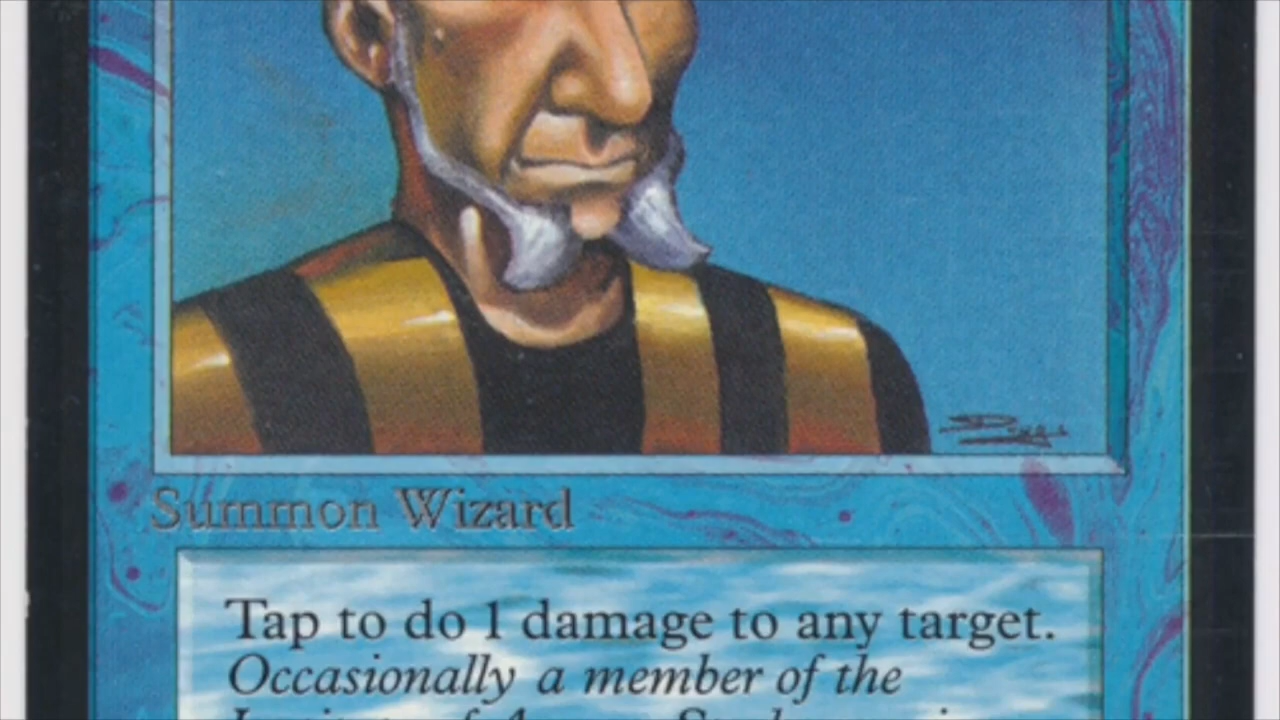 Summon Wizard
Tap to do 1 damage to any target.
Occasionally a member of the